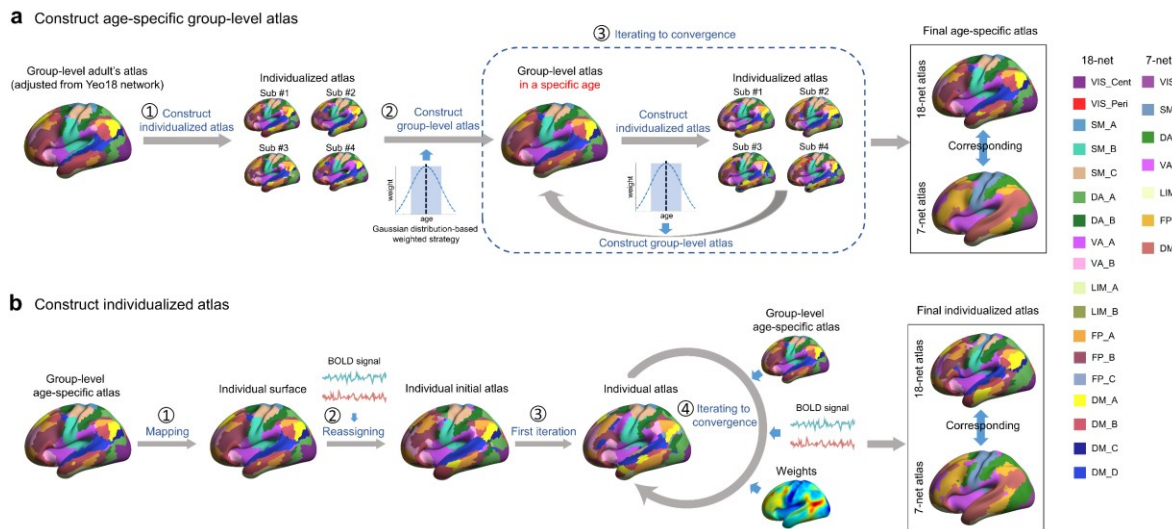 a Construct age-specific group-level atlas
③ Iterating to convergence
Final age-specific atlas
Group-level adult's atlas
(adjusted from Yeo18 network)
① Construct
individualized atlas
Individualized atlas
Sub #1 Sub #2
Sub #3 Sub #4
② Construct
group-level atlas
weight
age
Gaussian distribution-based
weighted strategy
Group-level atlas
in a specific age
Construct
individualized atlas
weight
age
Individualized atlas
Sub #1 Sub #2
Sub #3 Sub #4
Construct group-level atlas
18-net atlas
Corresponding
7-net atlas
18-net
VIS_Cent
VIS_Peri
SM_A
SM_B
SM_C
DA_A
DA_B
VA_A
VA_B
LIM_A
LIM_B
FP_A
FP_B
FP_C
DM_A
DM_B
DM_C
DM_D
7-net
VIS
SM
DA
VA
LIM
FP
DM
b Construct individualized atlas
Group-level
age-specific atlas
①
Mapping
Individual surface
BOLD signal
②
Reassigning
Individual initial atlas
③
First iteration
Individual atlas
④ Iterating to
convergence
Group-level
age-specific atlas
BOLD signal
Weights
Final individualized atlas
18-net atlas
Corresponding
7-net atlas